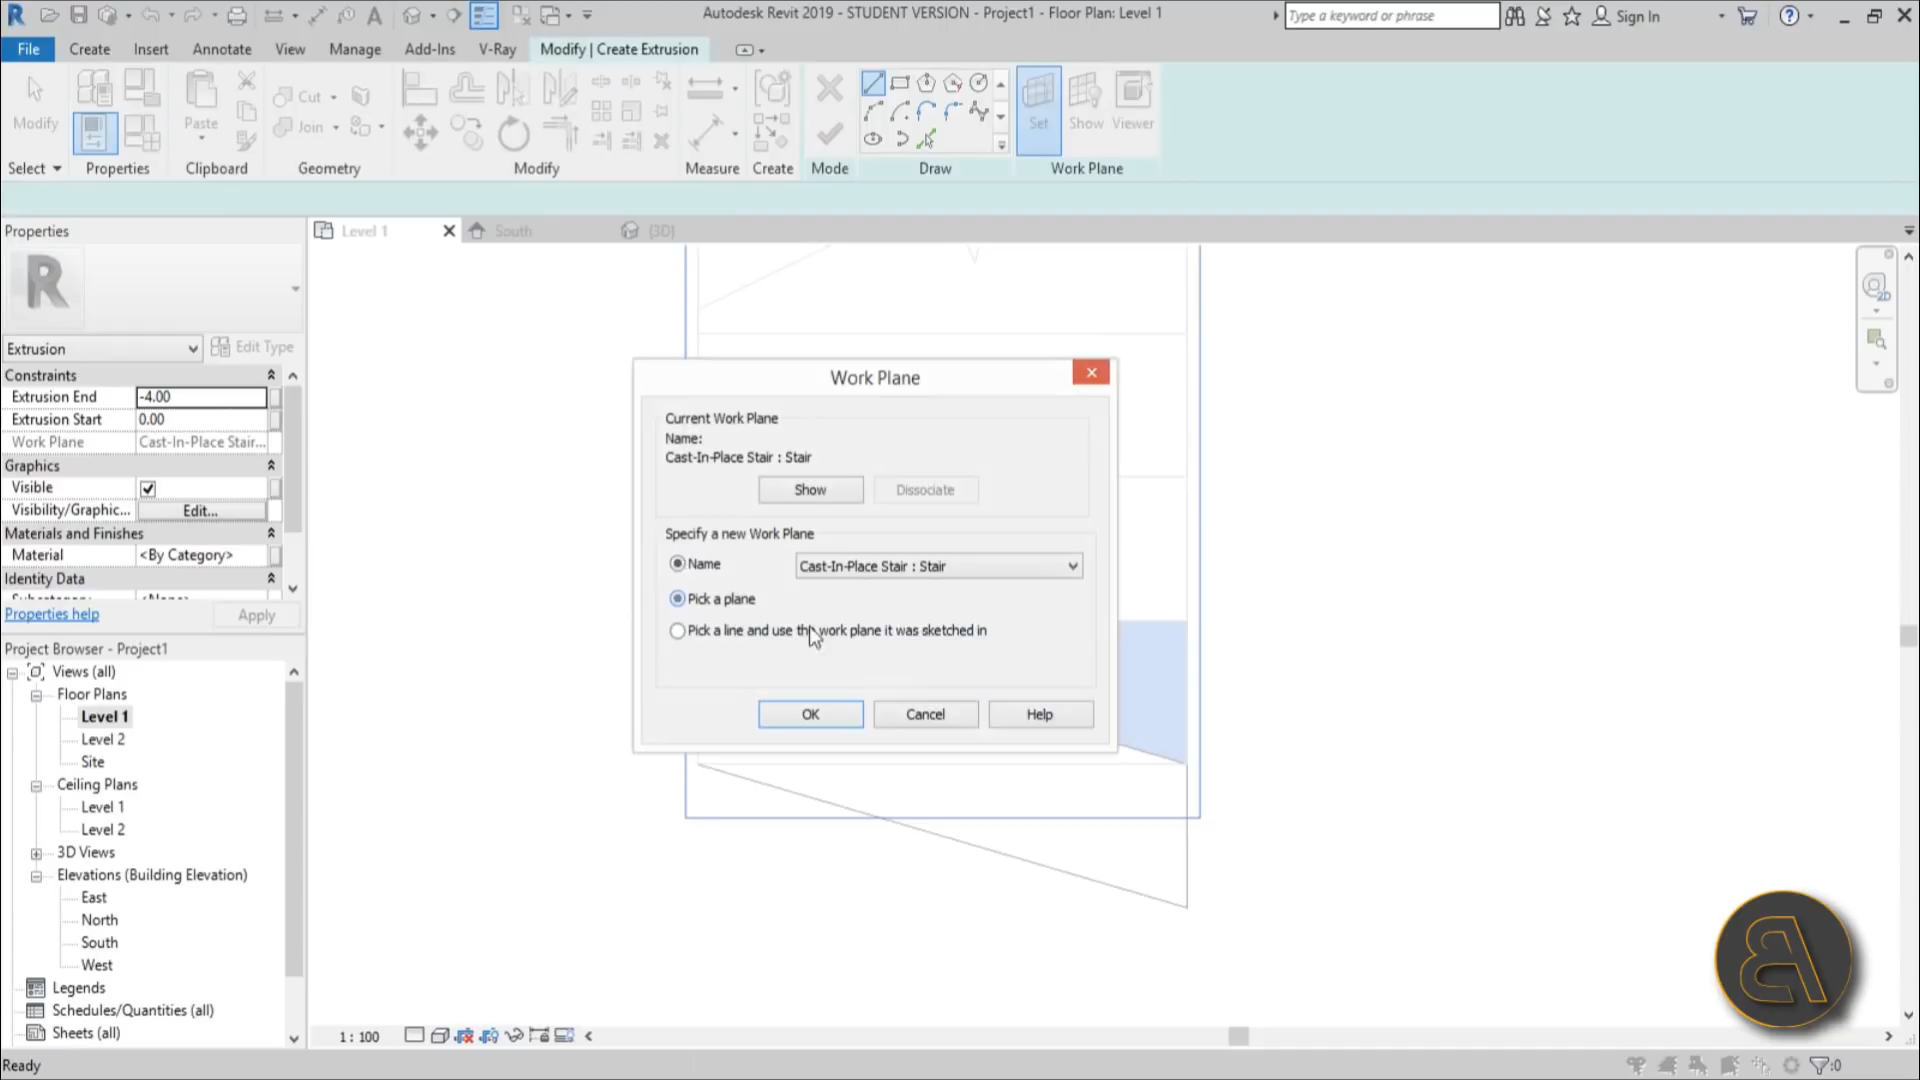 Autodesk Revit 2019 - STUDENT VERSION - Project1 - Floor Plan: Level 1
Type a keyword or phrase
Sign In
File
Create
Insert
Annotate
View
Manage
Add-Ins
V-Ray
Modify | Create Extrusion
Modify
Paste
Cut
Join
Set
Show
Viewer
Select
Properties
Clipboard
Geometry
Modify
Measure
Create
Mode
Draw
Work Plane
Properties
Level 1
South
{3D}
Extrusion
Edit Type
Constraints
Extrusion End
-4.00
Extrusion Start
0.00
Work Plane
Cast-In-Place Stair...
Graphics
Visible
Visibility/Graphic...
Edit...
Materials and Finishes
Material
<By Category>
Identity Data
Properties help
Apply
Project Browser - Project1
Views (all)
Floor Plans
Level 1
Level 2
Site
Ceiling Plans
Level 1
Level 2
3D Views
Elevations (Building Elevation)
East
North
South
West
Legends
Schedules/Quantities (all)
Sheets (all)
Work Plane
Current Work Plane
Name:
Cast-In-Place Stair : Stair
Show
Dissociate
Specify a new Work Plane
Name
Cast-In-Place Stair : Stair
Pick a plane
Pick a line and use the work plane it was sketched in
OK
Cancel
Help
2D
1 : 100
Ready
:0